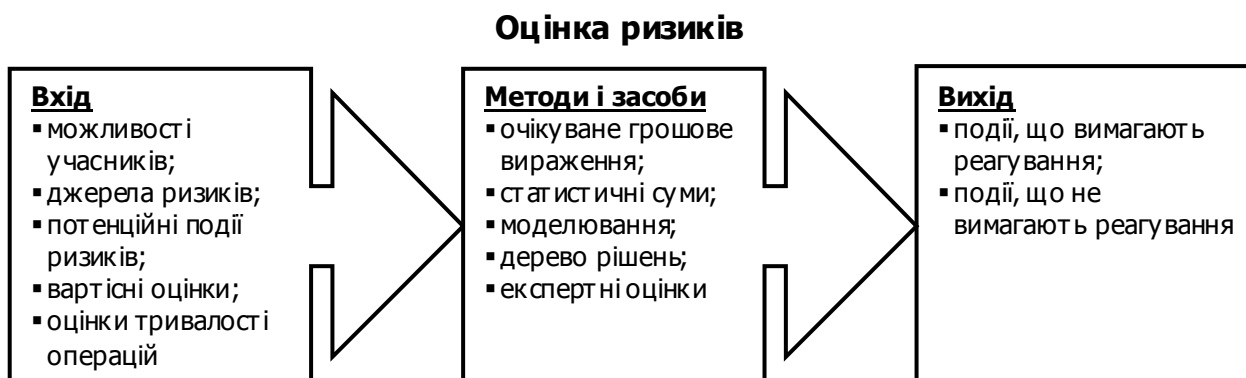 Оцінка ризиків
Вхід
▪ можливості
учасників;
▪ джерела ризиків;
▪ потенційні події
ризиків;
▪ вартісні оцінки;
▪ оцінки тривалості
операцій
Методи і засоби
▪ очікуване грошове
вираження;
▪ статистичні суми;
▪ моделювання;
▪ дерево рішень;
▪ експертні оцінки
Вихід
▪ події, що вимагають
реагування;
▪ події, що не
вимагають реагування